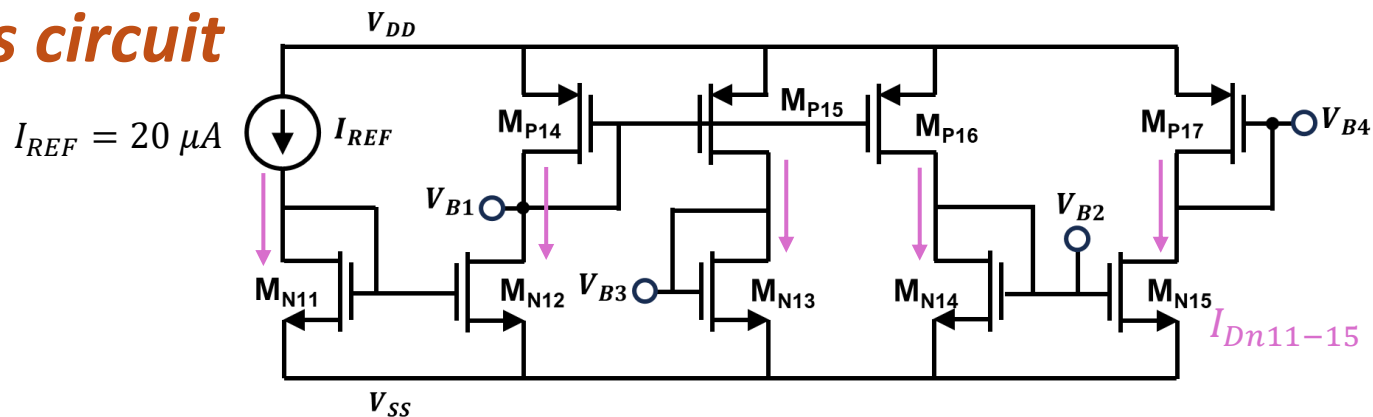 s circuit
V_DD
I_REF = 20 μA
I_REF
M_P14
M_P15
M_P16
M_P17
V_B4
V_B1
V_B2
M_N11
M_N12
V_B3
M_N13
M_N14
M_N15
I_Dn11−15
V_SS